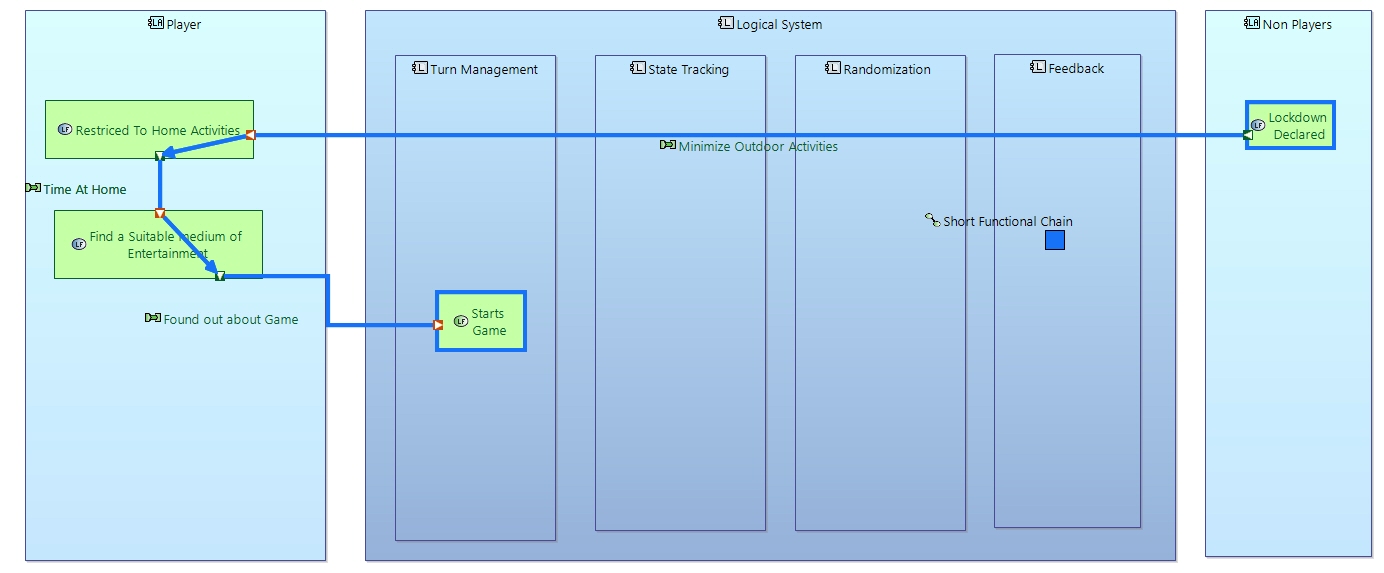 Player
Logical System
Non Players
Turn Management
State Tracking
Randomization
Feedback
Restriced To Home Activities
Lockdown
Declared
Minimize Outdoor Activities
Time At Home
Short Functional Chain
Find a Suitable medium of
Entertainment
Found out about Game
Starts
Game